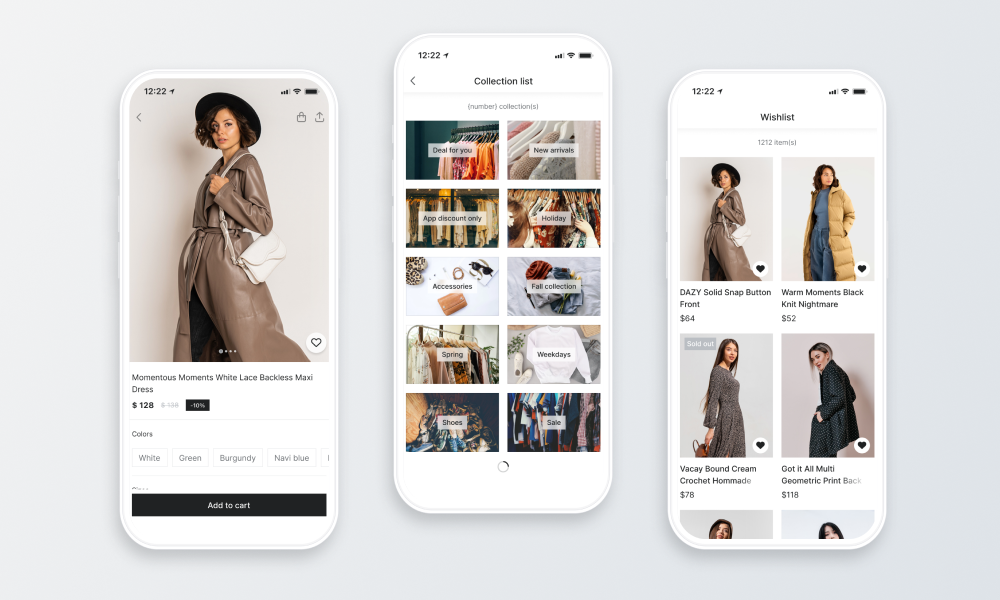 12:22
Momentous Moments White Lace Backless Maxi
Dress
$ 128 $ 138 -10%
Colors
White Green Burgundy Navi blue
Add to cart
12:22
Collection list
{number} collection(s)
Deal for you New arrivals
App discount only Holiday
Accessories Fall collection
Spring Weekdays
Shoes Sale
12:22
Wishlist
1212 item(s)
DAZY Solid Snap Button Warm Moments Black
Front Knit Nightmare
$64 $52
Sold out
Vacay Bound Cream Got it All Multi
Crochet Hommade Geometric Print Back
$78 $118